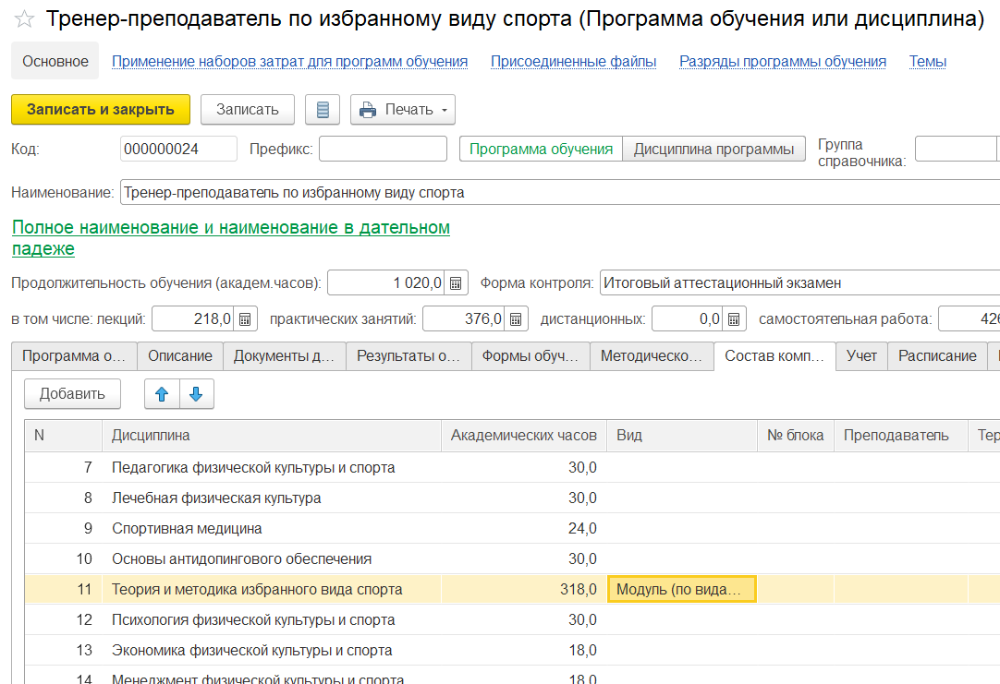 Тренер-преподаватель по избранному виду спорта (Программа обучения или дисциплина)
Основное Применение наборов затрат для программ обучения Присоединенные файлы Разряды программы обучения Темы
Записать и закрыть Записать Печать
Код: 000000024 Префикс: Программа обучения Дисциплина программы Группа справочника:
Наименование: Тренер-преподаватель по избранному виду спорта
Полное наименование и наименование в дательном
падеже
Продолжительность обучения (академ.часов): 1 020,0 Форма контроля: Итоговый аттестационный экзамен
в том числе: лекций: 218,0 практических занятий: 376,0 дистанционных: 0,0 самостоятельная работа: 426
Программа о... Описание Документы д... Результаты о... Формы обуч... Методическо... Состав комп... Учет Расписание
Добавить
N Дисциплина Академических часов Вид № блока Преподаватель Тер
7 Педагогика физической культуры и спорта 30,0
8 Лечебная физическая культура 30,0
9 Спортивная медицина 24,0
10 Основы антидопингового обеспечения 30,0
11 Теория и методика избранного вида спорта 318,0 Модуль (по вида...
12 Психология физической культуры и спорта 30,0
13 Экономика физической культуры и спорта 18,0
14 Менеджмент физической культуры и спорта 18,0